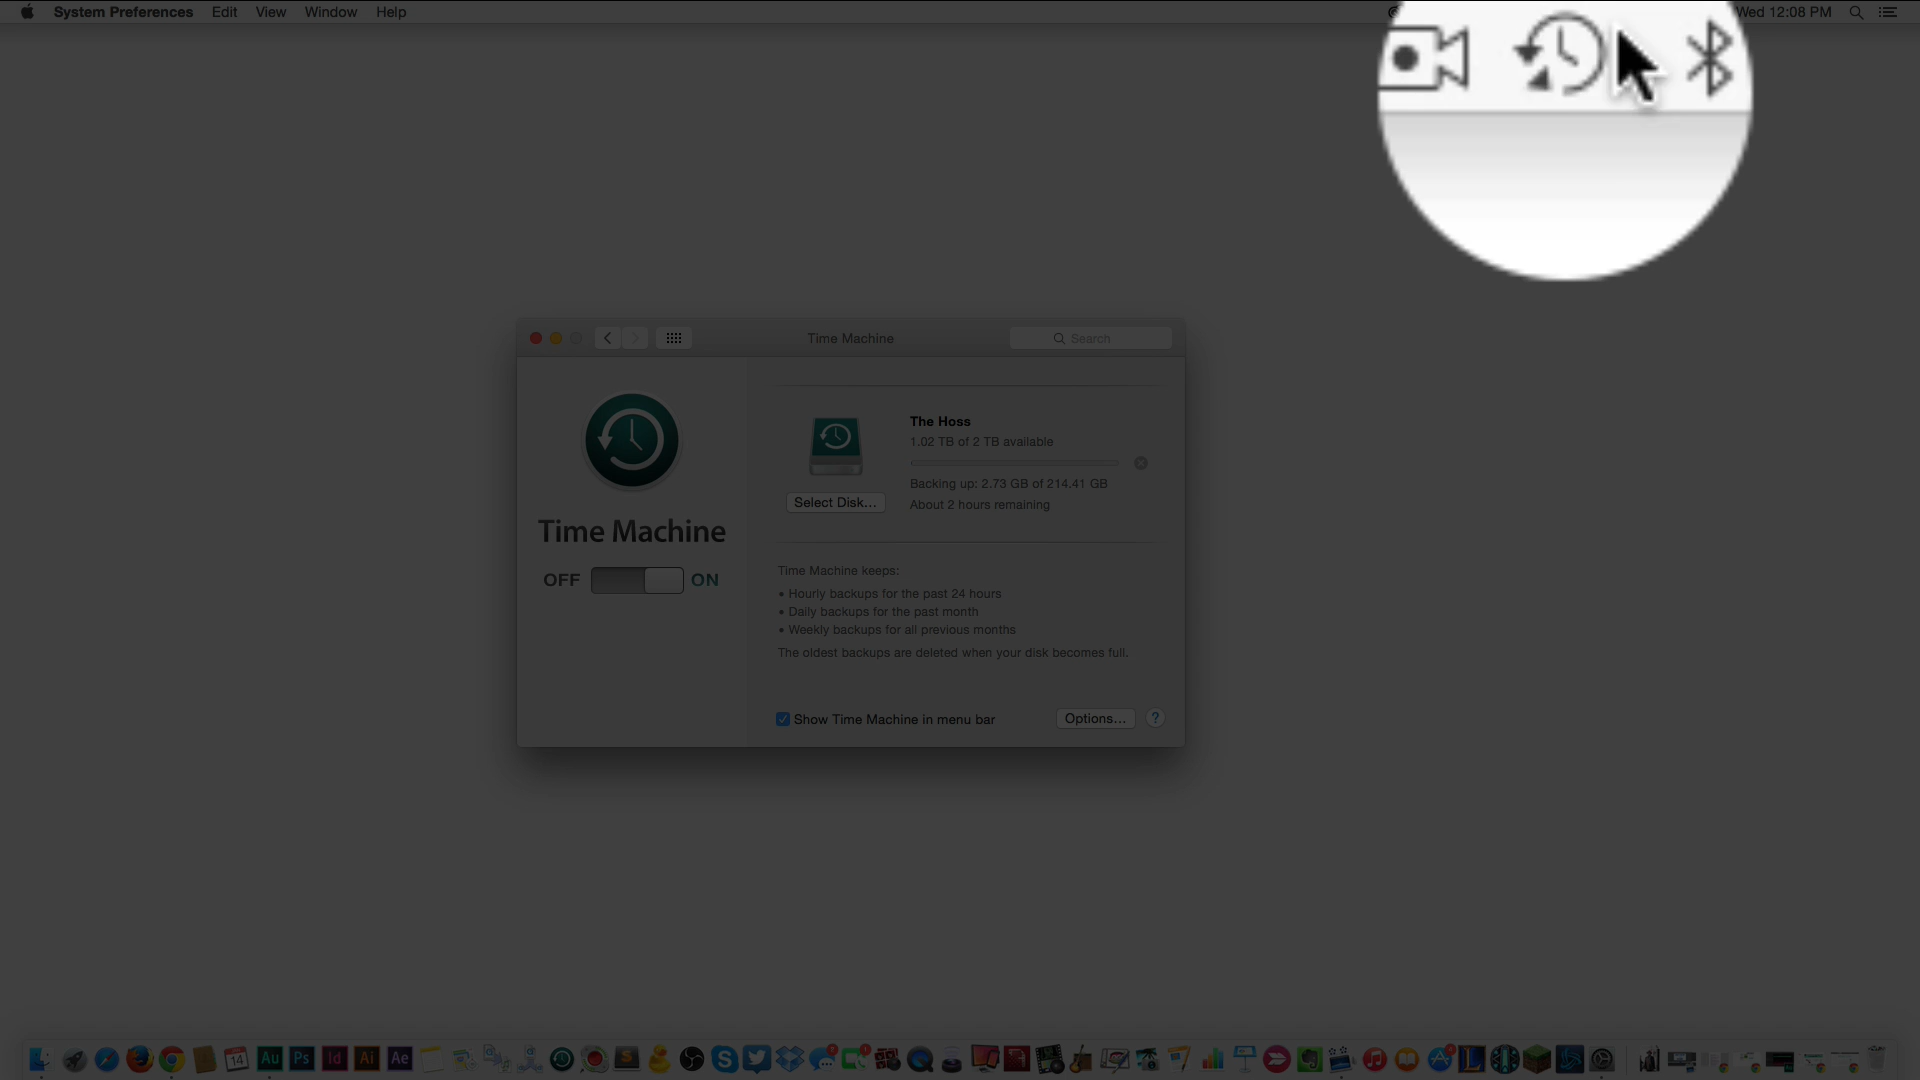 System Preferences Edit View Window Help
Wed 12:08 PM
Time Machine
Search
The Hoss
1.02 TB of 2 TB available
Backing up: 2.73 GB of 214.41 GB
About 2 hours remaining
Select Disk...
Time Machine
OFF ON
Time Machine keeps:
• Hourly backups for the past 24 hours
• Daily backups for the past month
• Weekly backups for all previous months
The oldest backups are deleted when your disk becomes full.
Show Time Machine in menu bar
Options...
?
14 Au Ps Id Ai Ae S